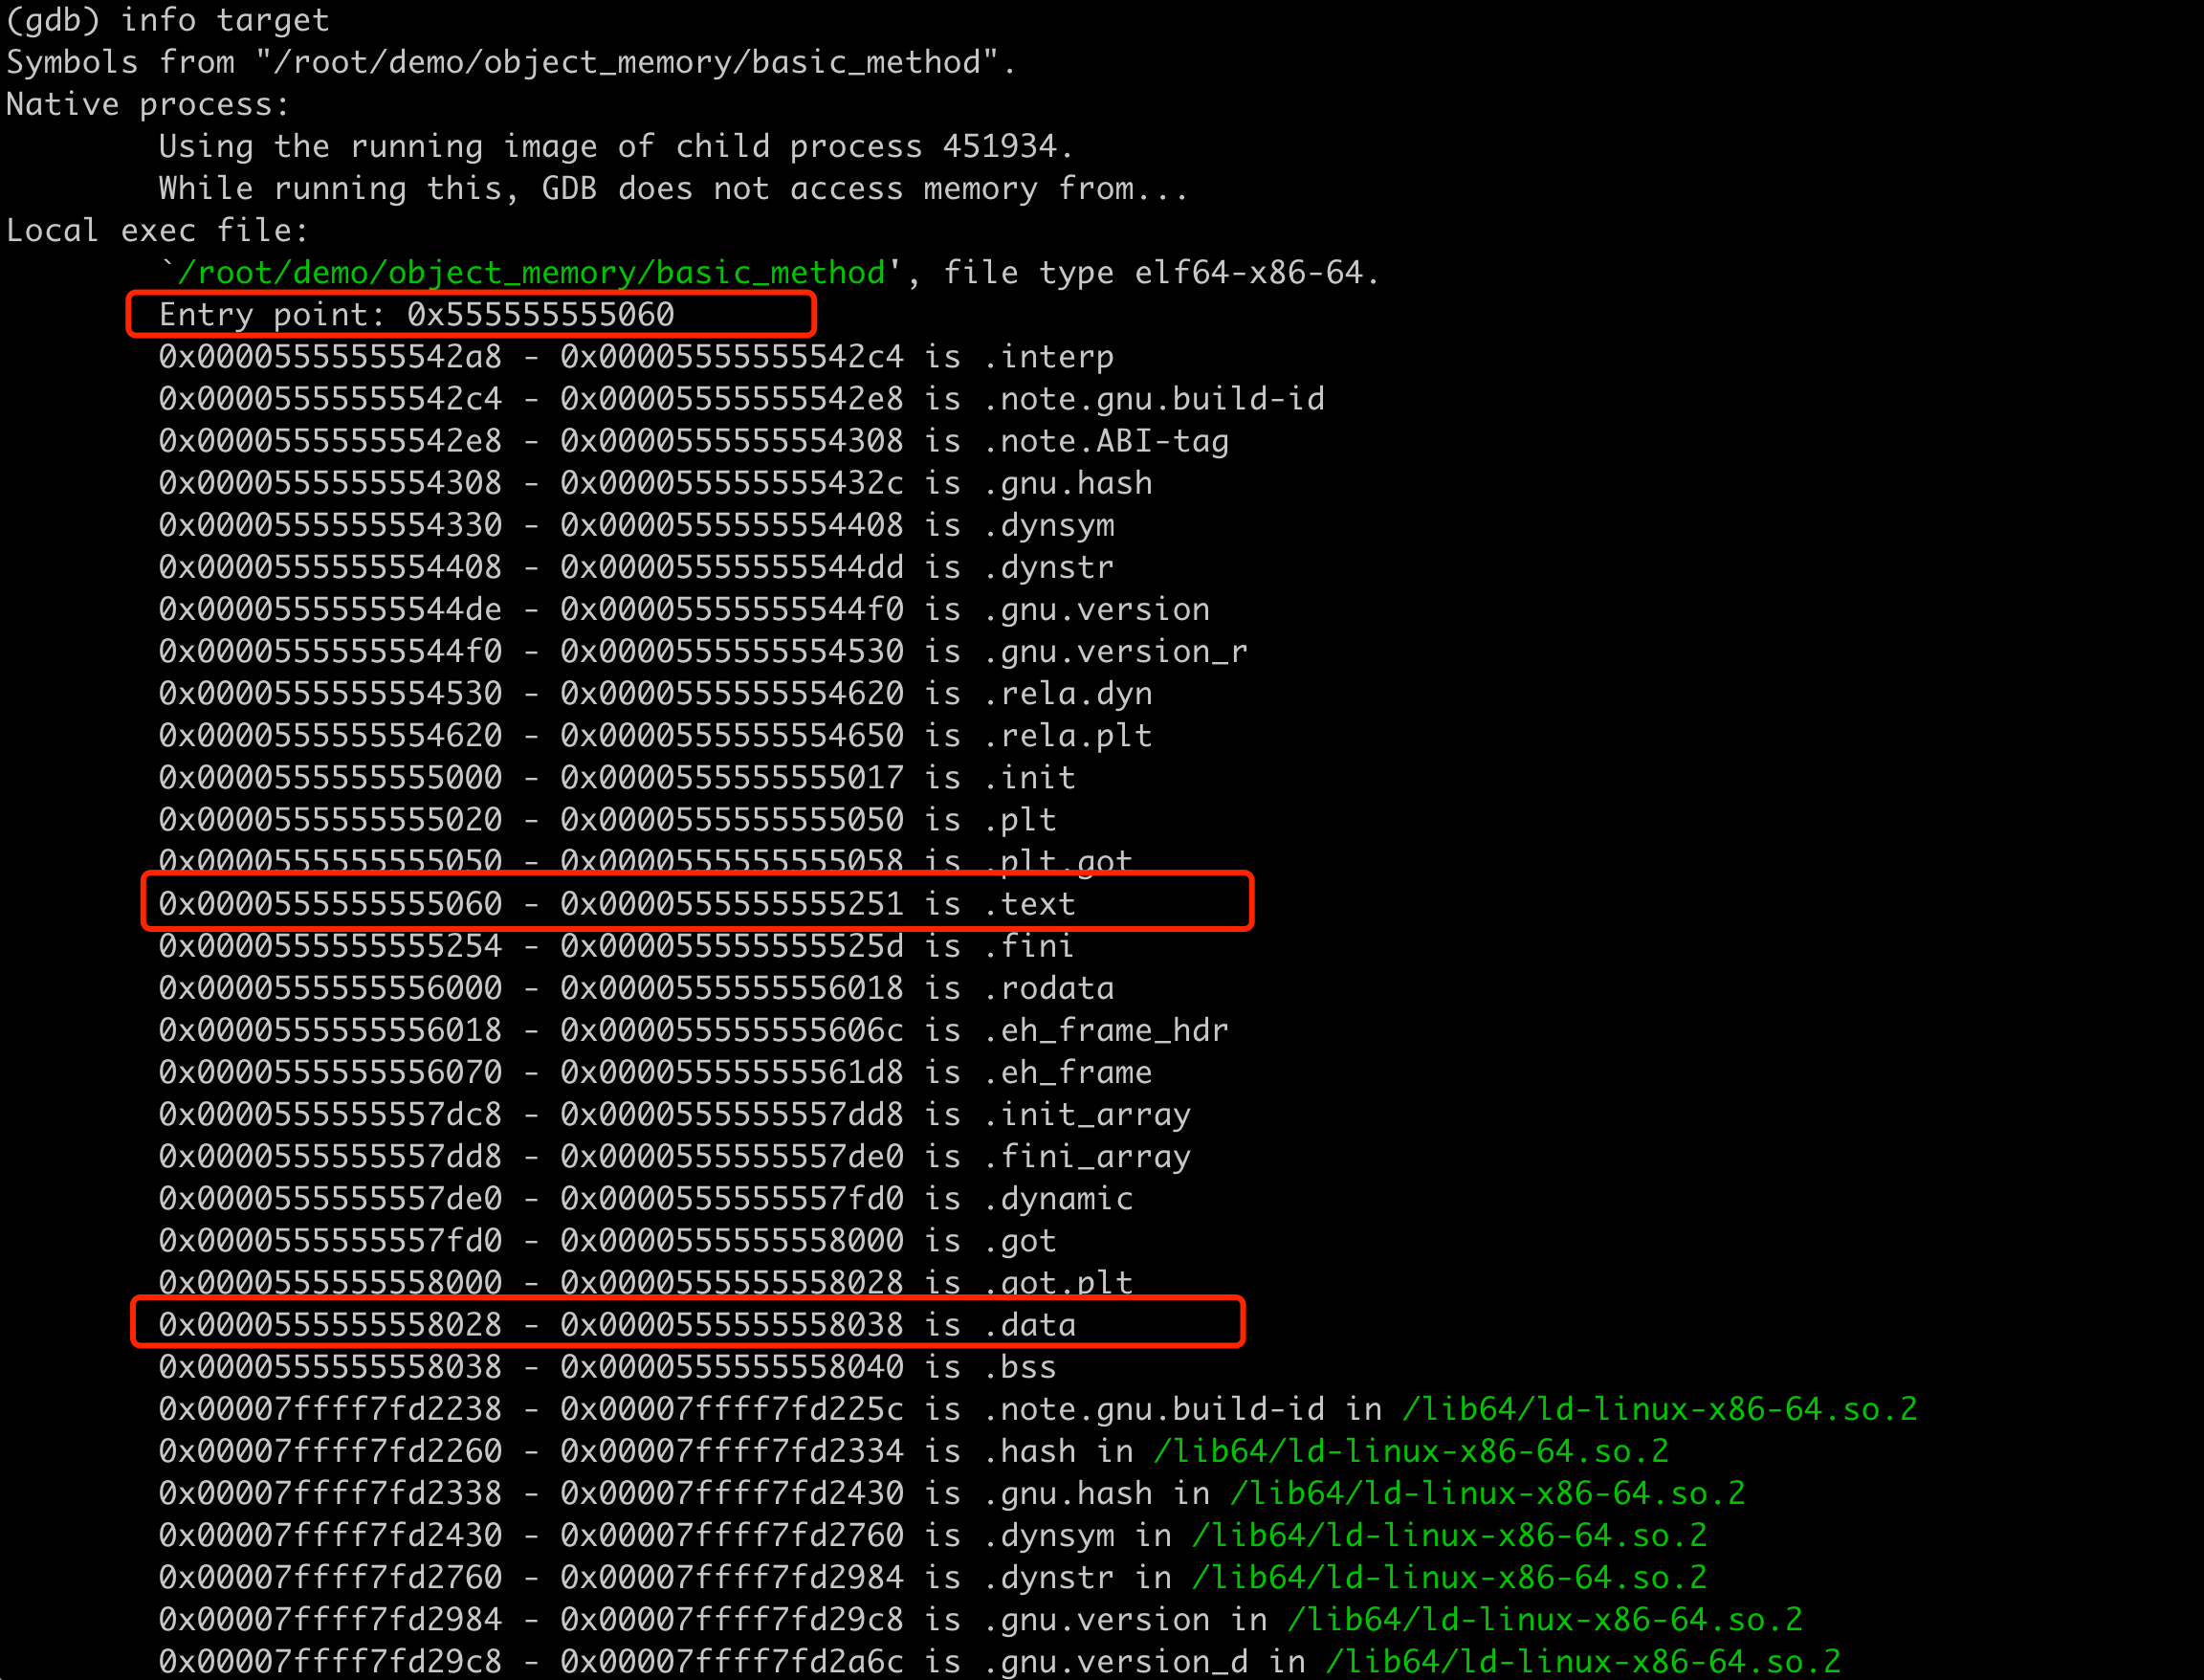 (gdb) info target
Symbols from "/root/demo/object_memory/basic_method".
Native process:
        Using the running image of child process 451934.
        While running this, GDB does not access memory from...
Local exec file:
        `/root/demo/object_memory/basic_method', file type elf64-x86-64.
        Entry point: 0x555555555060
        0x00005555555542a8 - 0x00005555555542c4 is .interp
        0x00005555555542c4 - 0x00005555555542e8 is .note.gnu.build-id
        0x00005555555542e8 - 0x0000555555554308 is .note.ABI-tag
        0x0000555555554308 - 0x000055555555432c is .gnu.hash
        0x0000555555554330 - 0x0000555555554408 is .dynsym
        0x0000555555554408 - 0x00005555555544dd is .dynstr
        0x00005555555544de - 0x00005555555544f0 is .gnu.version
        0x00005555555544f0 - 0x0000555555554530 is .gnu.version_r
        0x0000555555554530 - 0x0000555555554620 is .rela.dyn
        0x0000555555554620 - 0x0000555555554650 is .rela.plt
        0x0000555555555000 - 0x0000555555555017 is .init
        0x0000555555555020 - 0x0000555555555050 is .plt
        0x0000555555555050 - 0x0000555555555058 is .plt.got
        0x0000555555555060 - 0x0000555555555251 is .text
        0x0000555555555254 - 0x000055555555525d is .fini
        0x0000555555556000 - 0x0000555555556018 is .rodata
        0x0000555555556018 - 0x000055555555606c is .eh_frame_hdr
        0x0000555555556070 - 0x00005555555561d8 is .eh_frame
        0x0000555555557dc8 - 0x0000555555557dd8 is .init_array
        0x0000555555557dd8 - 0x0000555555557de0 is .fini_array
        0x0000555555557de0 - 0x0000555555557fd0 is .dynamic
        0x0000555555557fd0 - 0x0000555555558000 is .got
        0x0000555555558000 - 0x0000555555558028 is .got.plt
        0x0000555555558028 - 0x0000555555558038 is .data
        0x0000555555558038 - 0x0000555555558040 is .bss
        0x00007ffff7fd2238 - 0x00007ffff7fd225c is .note.gnu.build-id in /lib64/ld-linux-x86-64.so.2
        0x00007ffff7fd2260 - 0x00007ffff7fd2334 is .hash in /lib64/ld-linux-x86-64.so.2
        0x00007ffff7fd2338 - 0x00007ffff7fd2430 is .gnu.hash in /lib64/ld-linux-x86-64.so.2
        0x00007ffff7fd2430 - 0x00007ffff7fd2760 is .dynsym in /lib64/ld-linux-x86-64.so.2
        0x00007ffff7fd2760 - 0x00007ffff7fd2984 is .dynstr in /lib64/ld-linux-x86-64.so.2
        0x00007ffff7fd2984 - 0x00007ffff7fd29c8 is .gnu.version in /lib64/ld-linux-x86-64.so.2
        0x00007ffff7fd29c8 - 0x00007ffff7fd2a6c is .gnu.version_d in /lib64/ld-linux-x86-64.so.2